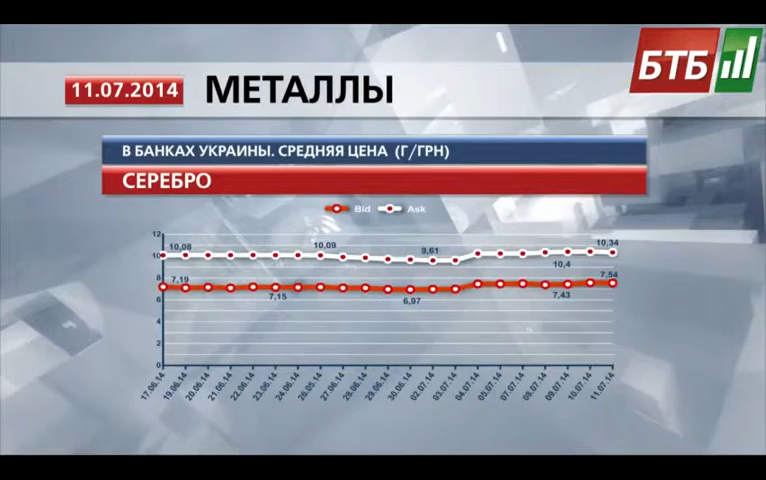 БТБ
11.07.2014 МЕТАЛЛЫ
В БАНКАХ УКРАИНЫ. СРЕДНЯЯ ЦЕНА (Г/ГРН)
СЕРЕБРО
Bid Ask
12
10
8
6
4
2
0
10,08 10,09 9,61 10,4 10,34
7,19 7,15 6,97 7,43 7,54
17.06.14 19.06.14 20.06.14 21.06.14 22.06.14 23.06.14 24.06.14 26.05.14 27.06.14 28.06.14 29.06.14 30.06.14 02.07.14 03.07.14 04.07.14 05.07.14 07.07.14 08.07.14 09.07.14 10.07.14 11.07.14